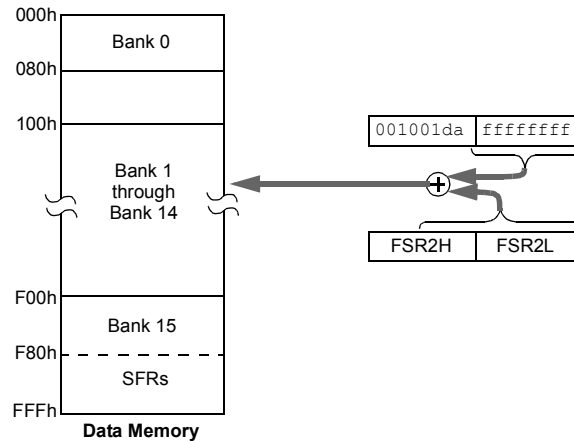 000h
Bank 0
080h
100h
001001da ffffffff
Bank 1
through
Bank 14
FSR2H FSR2L
F00h
Bank 15
F80h
SFRs
FFFh
Data Memory